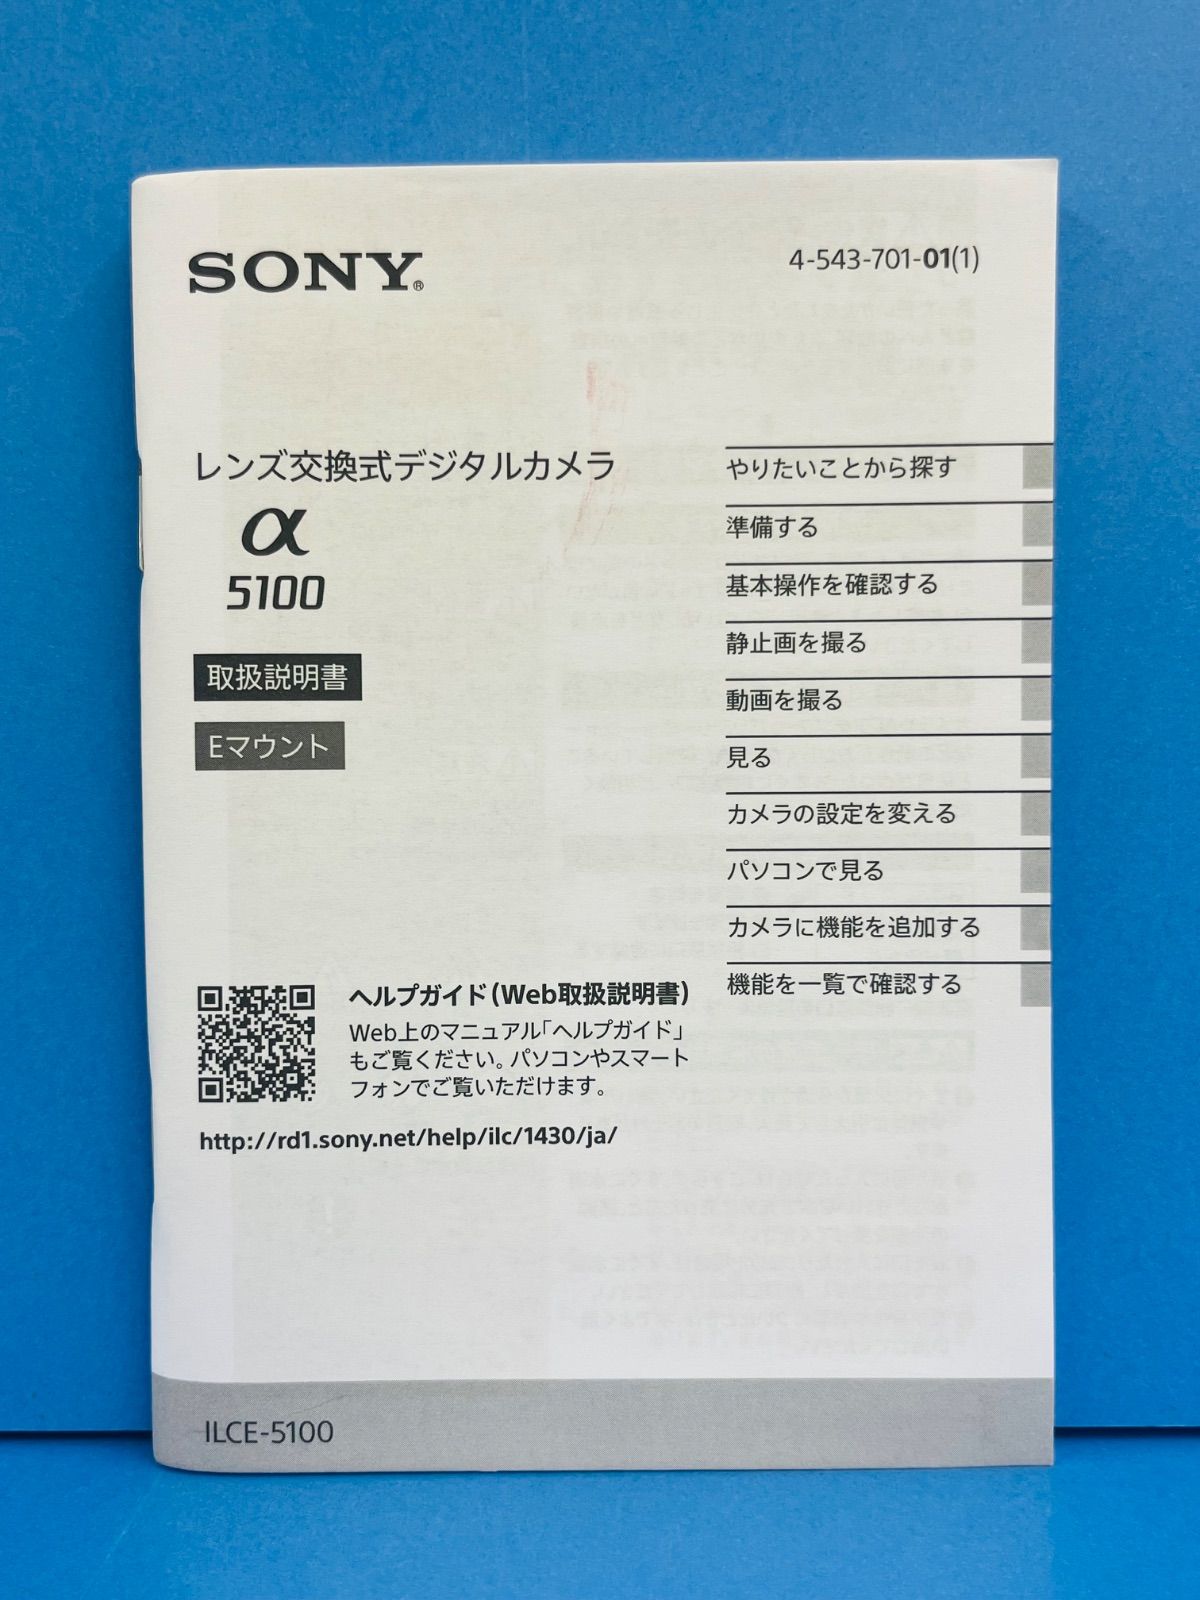 SONY®
4-543-701-01(1)
レンズ交換式デジタルカメラ
α
5100
取扱説明書
Eマウント
やりたいことから探す
準備する
基本操作を確認する
静止画を撮る
動画を撮る
見る
カメラの設定を変える
パソコンで見る
カメラに機能を追加する
機能を一覧で確認する
ヘルプガイド(Web取扱説明書)
Web上のマニュアル「ヘルプガイド」
もご覧ください。パソコンやスマート
フォンでご覧いただけます。
http://rd1.sony.net/help/ilc/1430/ja/
ILCE-5100